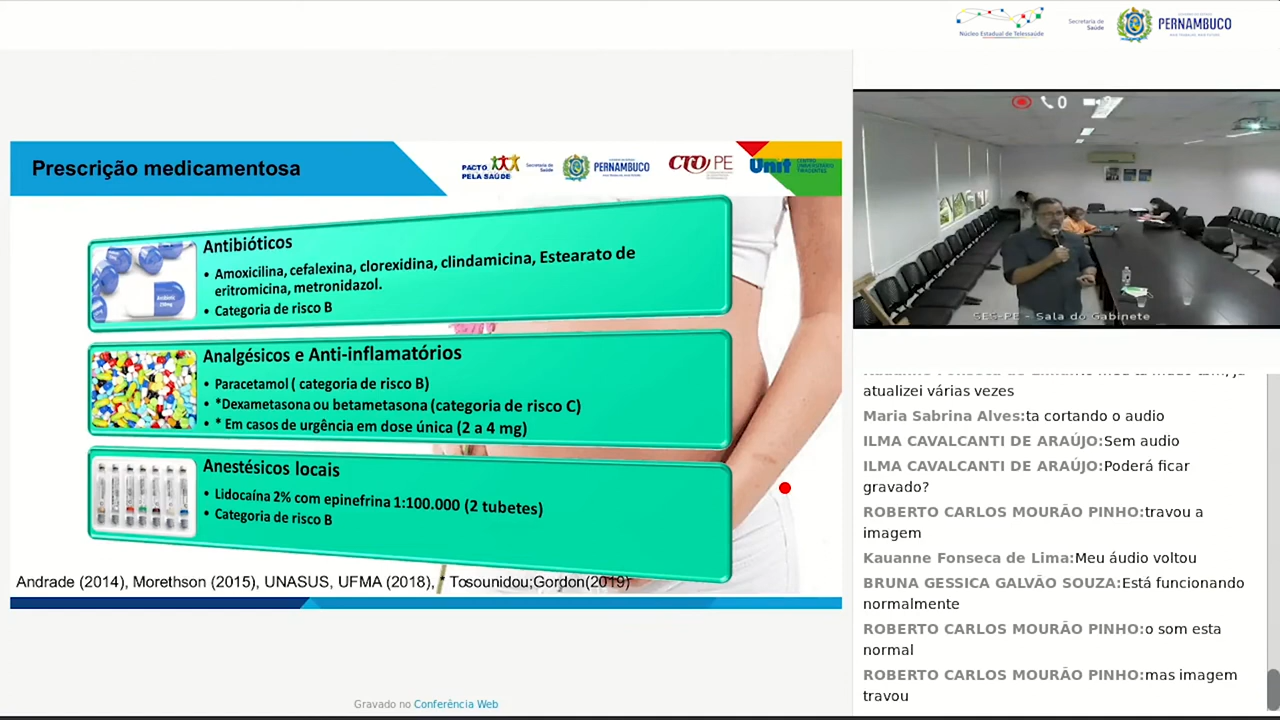 Núcleo Estadual de Telessaúde
Secretaria de
Saúde
PERNAMBUCO
Prescrição medicamentosa
PACTO
PELA SAÚDE
Secretaria de
Saúde
PERNAMBUCO
CRO PE
Unit
CENTRO
UNIVERSITÁRIO
TIRADENTES
Antibióticos
• Amoxicilina, cefalexina, clorexidina, clindamicina, Estearato de
eritromicina, metronidazol.
• Categoria de risco B
Analgésicos e Anti-inflamatórios
• Paracetamol ( categoria de risco B)
• *Dexametasona ou betametasona (categoria de risco C)
• * Em casos de urgência em dose única (2 a 4 mg)
Anestésicos locais
• Lidocaína 2% com epinefrina 1:100.000 (2 tubetes)
• Categoria de risco B
Andrade (2014), Morethson (2015), UNASUS, UFMA (2018), * Tosounidou;Gordon(2019)
Gravado no Conferência Web
0
SES-PE - Sala do Gabinete
atualizei várias vezes
Maria Sabrina Alves:ta cortando o audio
ILMA CAVALCANTI DE ARAÚJO:Sem audio
ILMA CAVALCANTI DE ARAÚJO:Poderá ficar
gravado?
ROBERTO CARLOS MOURÃO PINHO:travou a
imagem
Kauanne Fonseca de Lima:Meu áudio voltou
BRUNA GESSICA GALVÃO SOUZA:Está funcionando
normalmente
ROBERTO CARLOS MOURÃO PINHO:o som esta
normal
ROBERTO CARLOS MOURÃO PINHO:mas imagem
travou